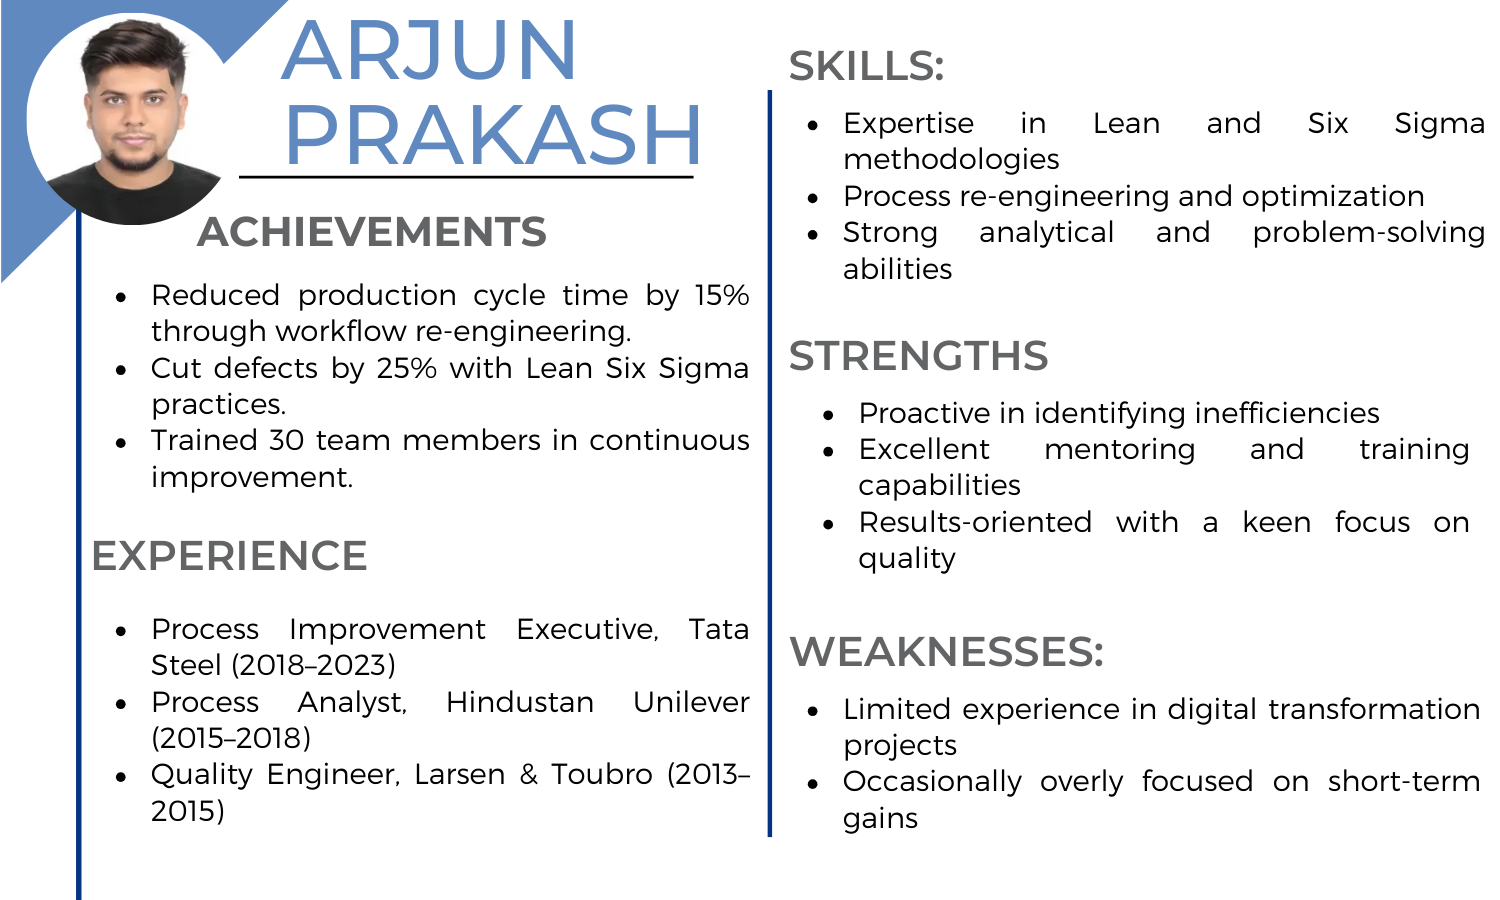 ARJUN
PRAKASH
ACHIEVEMENTS
• Reduced production cycle time by 15%
through workflow re-engineering.
• Cut defects by 25% with Lean Six Sigma
practices.
• Trained 30 team members in continuous
improvement.
EXPERIENCE
• Process Improvement Executive, Tata
Steel (2018–2023)
• Process Analyst, Hindustan Unilever
(2015–2018)
• Quality Engineer, Larsen & Toubro (2013–
2015)
SKILLS:
• Expertise in Lean and Six Sigma
methodologies
• Process re-engineering and optimization
• Strong analytical and problem-solving
abilities
STRENGTHS
• Proactive in identifying inefficiencies
• Excellent mentoring and training
capabilities
• Results-oriented with a keen focus on
quality
WEAKNESSES:
• Limited experience in digital transformation
projects
• Occasionally overly focused on short-term
gains